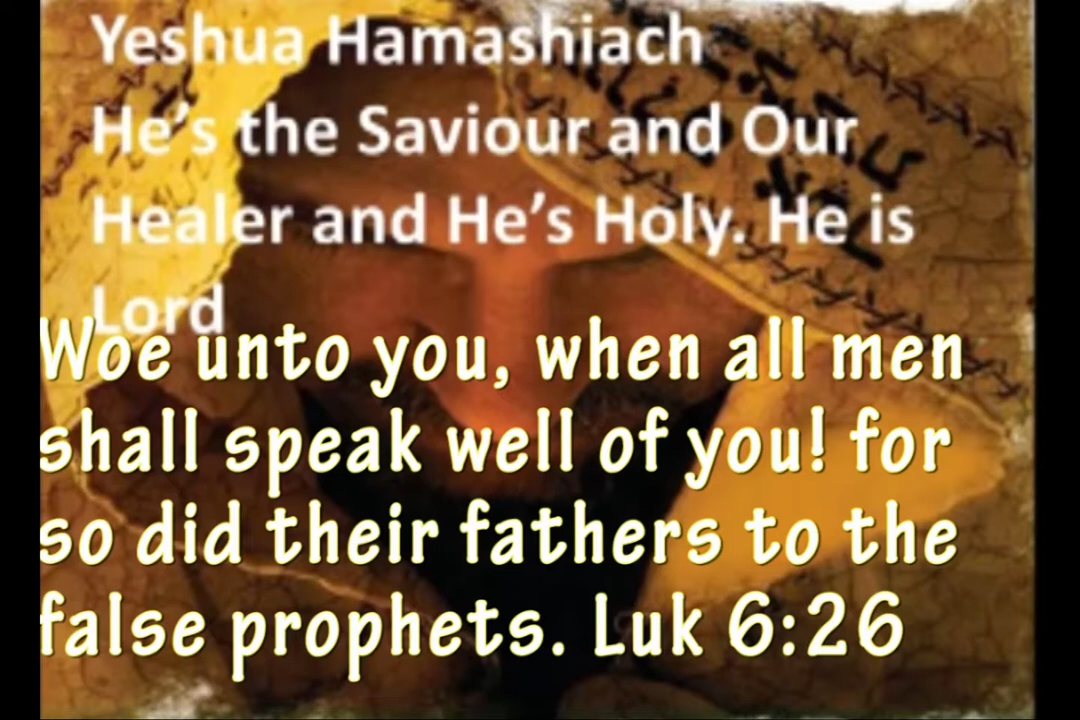 Yeshua Hamashiach
He's the Saviour and Our
Healer and He's Holy. He is
Lord
Woe unto you, when all men
shall speak well of you! for
so did their fathers to the
false prophets. Luk 6:26